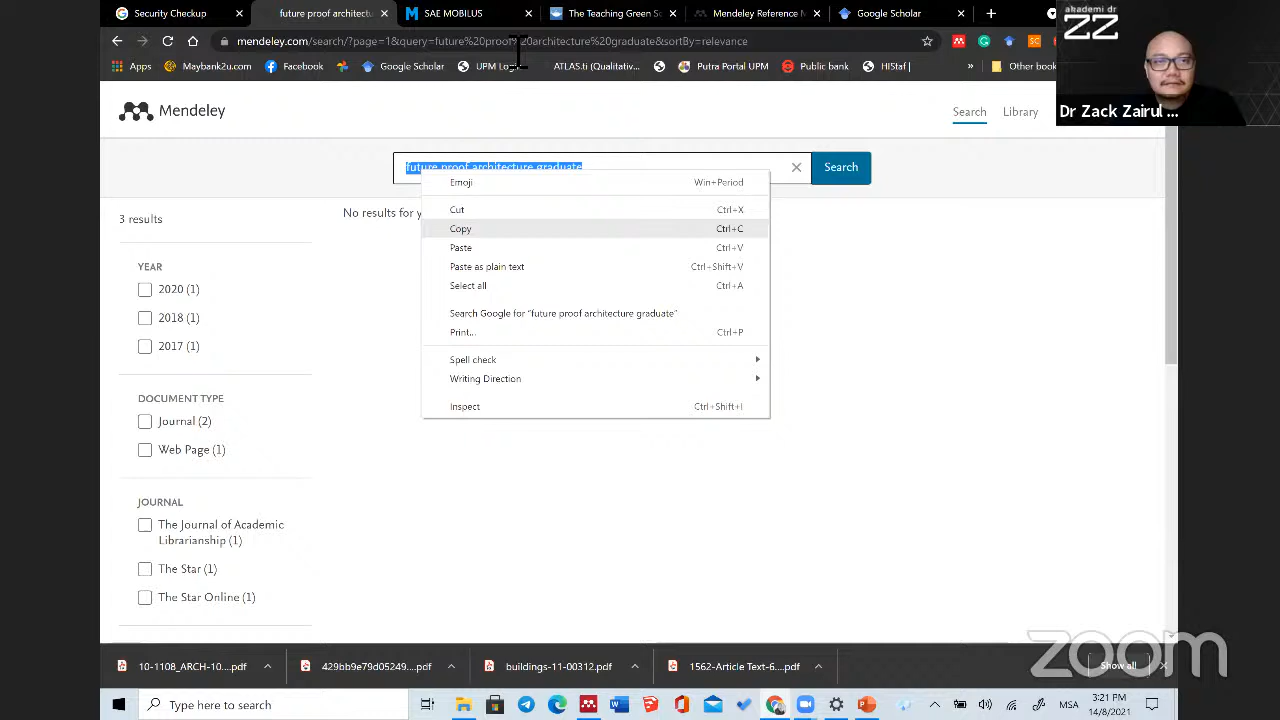 Security Checkup
future proof architectu
SAE MOBILUS
The Teaching Green Sc
Mendeley Reference M
Google Scholar
mendeley.com/search/?page=1&query=future%20proof%20architecture%20graduate&sortBy=relevance
Apps
Maybank2u.com
Facebook
Google Scholar
UPM Lo
ATLAS.ti (Qualitativ...
Putra Portal UPM
Public bank
HIStaf |
»
Other book
akademi dr
ZZ
Dr Zack Zairul ...
Mendeley
Search
Library
future proof architecture graduate
Search
3 results
No results for y
YEAR
2020 (1)
2018 (1)
2017 (1)
DOCUMENT TYPE
Journal (2)
Web Page (1)
JOURNAL
The Journal of Academic
Librarianship (1)
The Star (1)
The Star Online (1)
Emoji Win+Period
Cut Ctrl+X
Copy Ctrl+C
Paste Ctrl+V
Paste as plain text Ctrl+Shift+V
Select all Ctrl+A
Search Google for "future proof architecture graduate"
Print... Ctrl+P
Spell check
Writing Direction
Inspect Ctrl+Shift+I
10-1108_ARCH-10....pdf
429bb9e79d05249....pdf
buildings-11-00312.pdf
1562-Article Text-6....pdf
Show all
zoom
Type here to search
MSA
3:21 PM
14/8/2021